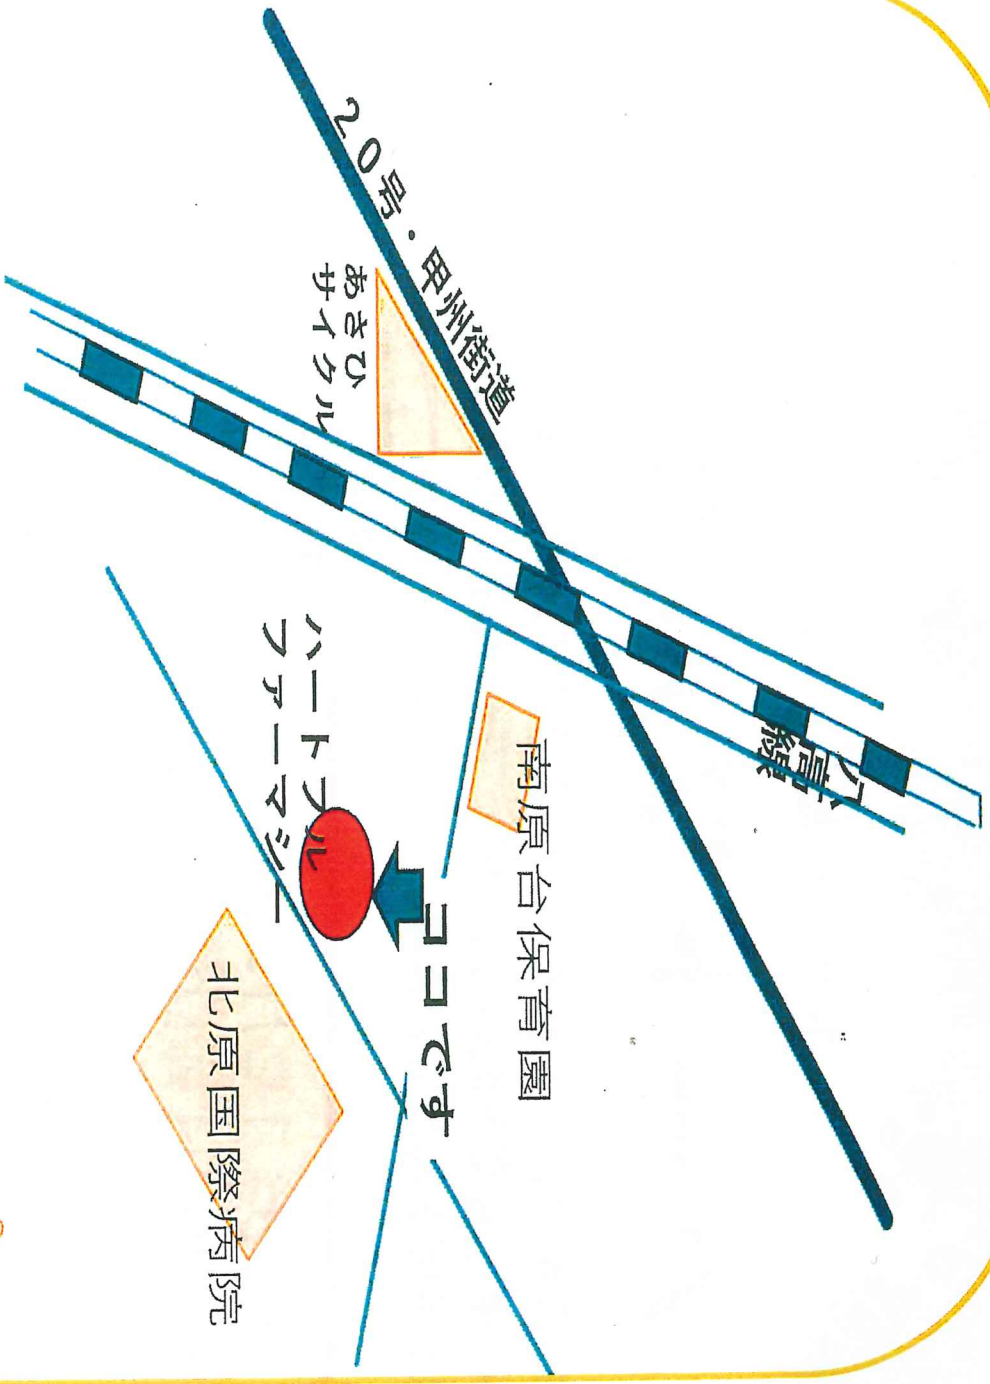 20号・甲州街道
八高線
あさひ
サイクル
南原台保育園
ココです
ハートフル
ファーマシー
北原国際病院